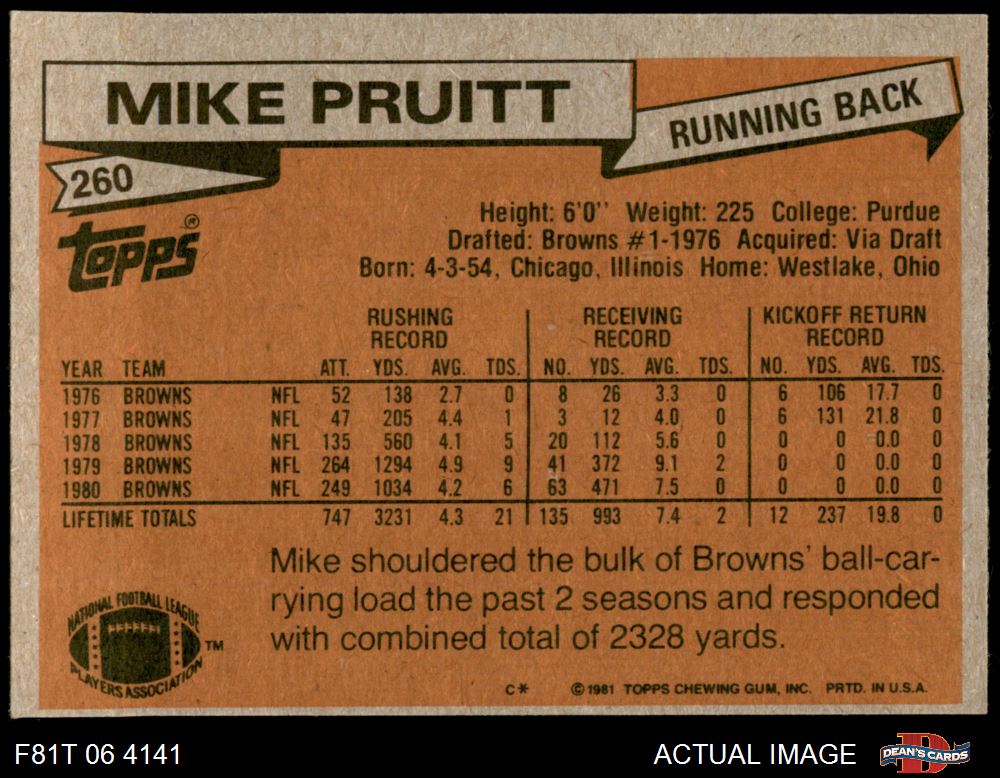 MIKE PRUITT
RUNNING BACK
260
Topps®
Height: 6'0" Weight: 225 College: Purdue
Drafted: Browns #1-1976 Acquired: Via Draft
Born: 4-3-54, Chicago, Illinois Home: Westlake, Ohio
RUSHING RECORD RECEIVING RECORD KICKOFF RETURN RECORD
YEAR TEAM ATT. YDS. AVG. TDS. NO. YDS. AVG. TDS. NO. YDS. AVG. TDS.
1976 BROWNS NFL 52 138 2.7 0 8 26 3.3 0 6 106 17.7 0
1977 BROWNS NFL 47 205 4.4 1 3 12 4.0 0 6 131 21.8 0
1978 BROWNS NFL 135 560 4.1 5 20 112 5.6 0 0 0 0.0 0
1979 BROWNS NFL 264 1294 4.9 9 41 372 9.1 2 0 0 0.0 0
1980 BROWNS NFL 249 1034 4.2 6 63 471 7.5 0 0 0 0.0 0
LIFETIME TOTALS 747 3231 4.3 21 135 993 7.4 2 12 237 19.8 0
Mike shouldered the bulk of Browns' ball-car-
rying load the past 2 seasons and responded
with combined total of 2328 yards.
NATIONAL FOOTBALL LEAGUE
PLAYERS ASSOCIATION
TM
C* © 1981 TOPPS CHEWING GUM, INC. PRTD. IN U.S.A.
F81T 06 4141
ACTUAL IMAGE
DEAN'S CARDS